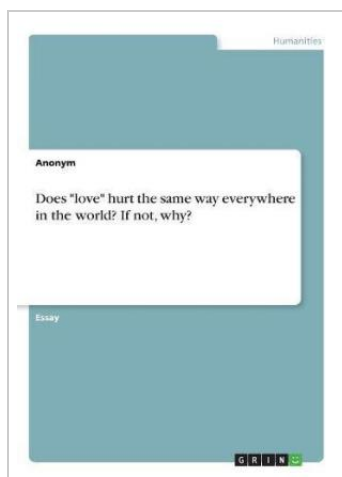 Humanities
Anonym
Does "love" hurt the same way everywhere
in the world? If not, why?
Essay
GRIN